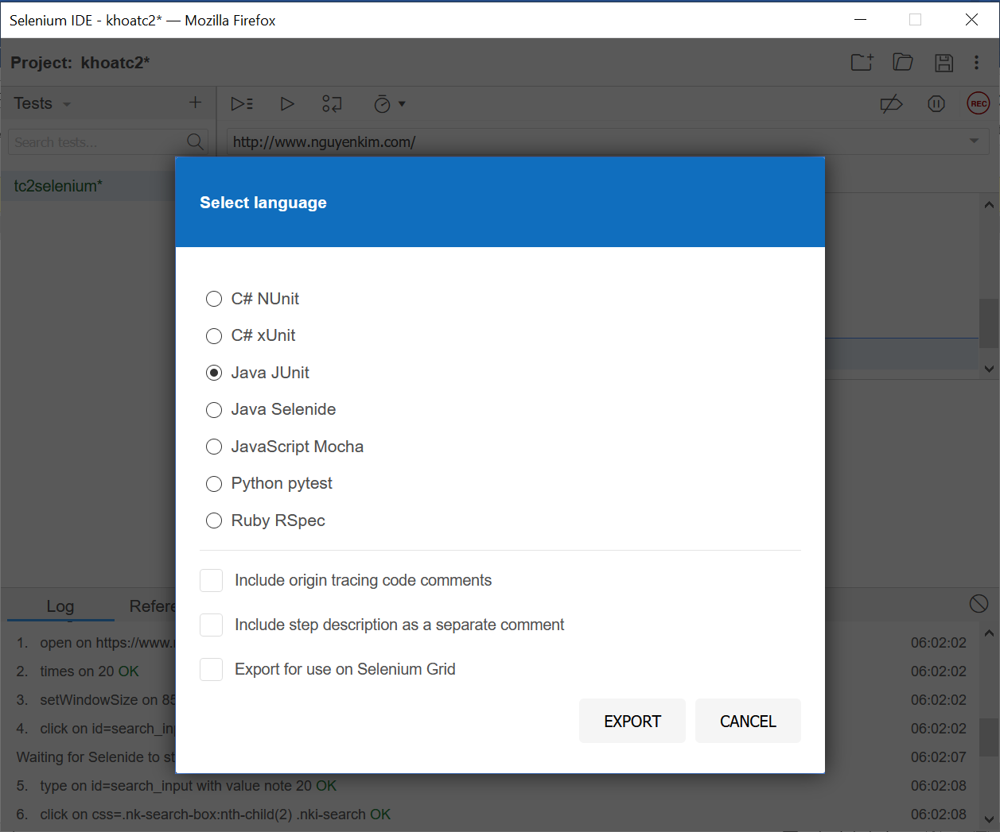 Selenium IDE - khoatc2* — Mozilla Firefox
Project: khoatc2*
Tests
REC
Search tests...
http://www.nguyenkim.com/
tc2selenium*
Select language
C# NUnit
C# xUnit
Java JUnit
Java Selenide
JavaScript Mocha
Python pytest
Ruby RSpec
Include origin tracing code comments
Include step description as a separate comment
Export for use on Selenium Grid
EXPORT CANCEL
Log
1. open on https://www. 06:02:02
2. times on 20 OK 06:02:02
3. setWindowSize on 06:02:02
4. click on 06:02:02
Waiting for Selenide to 06:02:07
5. type on id=search_input with value note 20 OK 06:02:08
6. click on css=.nk-search-box:nth-child(2) .nki-search OK 06:02:08